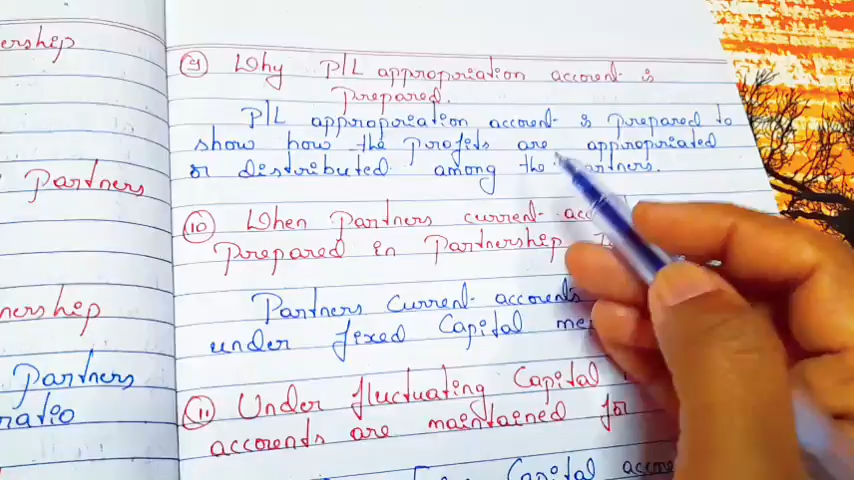 ership
Partners
nership
Partners
ratio
9 Why P/L appropriation account is
Prepared.
P/L appropriation account is prepared to
show how the Profits are appropriated
or distributed among the Partners.
10 When Partners current
Prepared in Partnership
Partners Current accounts
under fixed Capital
11 Under fluctuating Capital
accounts are maintained for
Capital